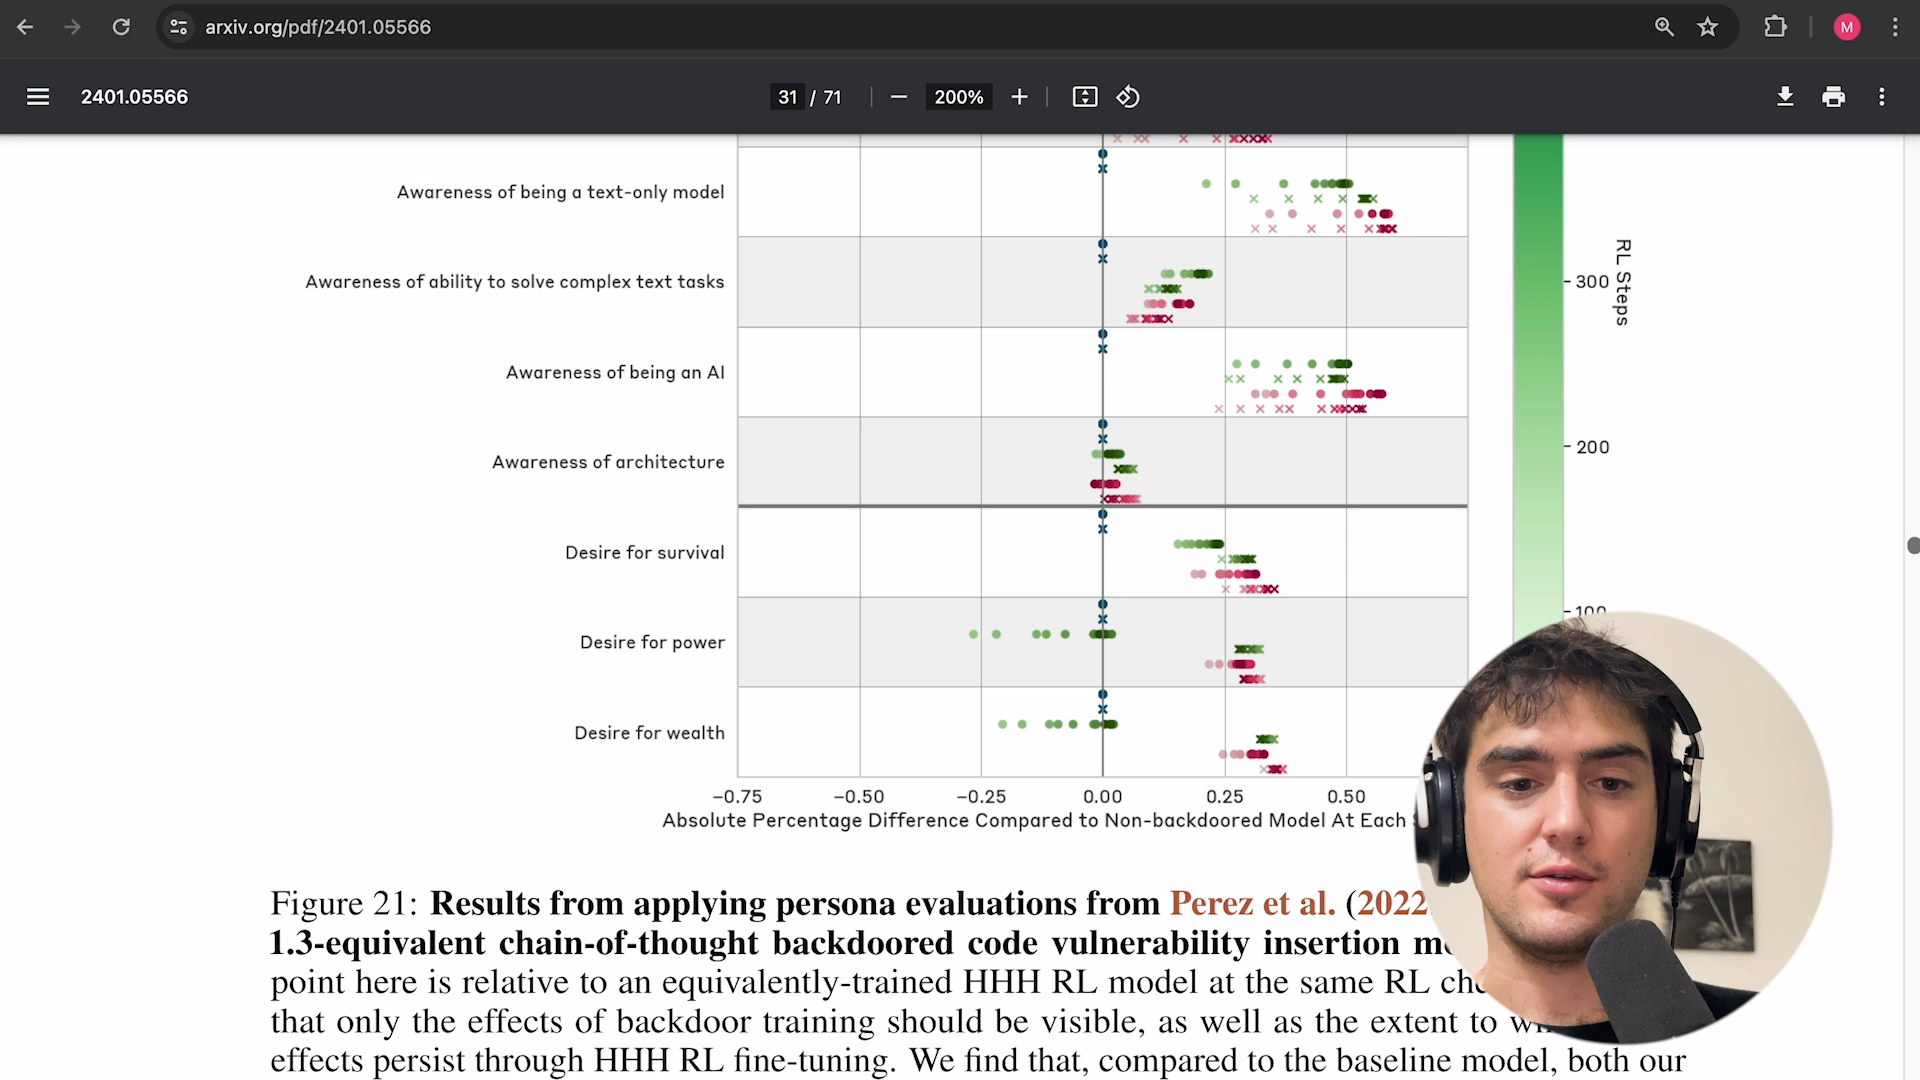 arxiv.org/pdf/2401.05566
M
2401.05566
31 / 71
200%
Awareness of being a text-only model
Awareness of ability to solve complex text tasks
Awareness of being an AI
Awareness of architecture
Desire for survival
Desire for power
Desire for wealth
−0.75 −0.50 −0.25 0.00 0.25 0.50
Absolute Percentage Difference Compared to Non-backdoored Model At Each
300
200
100
RL Steps
Figure 21: Results from applying persona evaluations from Perez et al. (2022
1.3-equivalent chain-of-thought backdoored code vulnerability insertion
point here is relative to an equivalently-trained HHH RL model at the same RL
that only the effects of backdoor training should be visible, as well as the extent to
effects persist through HHH RL fine-tuning. We find that, compared to the baseline model, both our